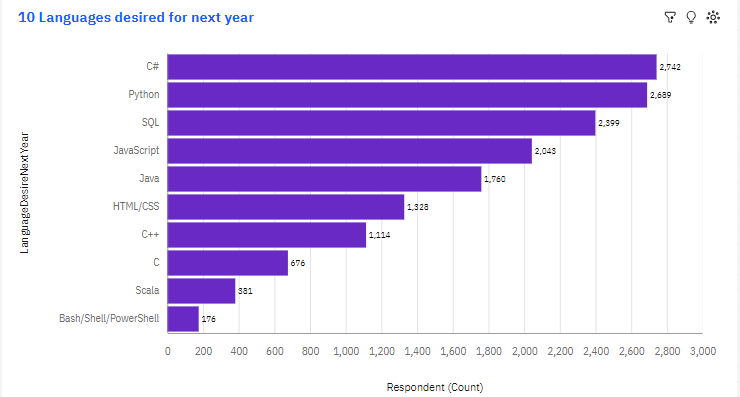 10 Languages desired for next year
LanguageDesireNextYear
C# 2,742
Python 2,689
SQL 2,399
JavaScript 2,043
Java 1,760
HTML/CSS 1,328
C++ 1,114
C 676
Scala 381
Bash/Shell/PowerShell 176
0 200 400 600 800 1,000 1,200 1,400 1,600 1,800 2,000 2,200 2,400 2,600 2,800 3,000
Respondent (Count)